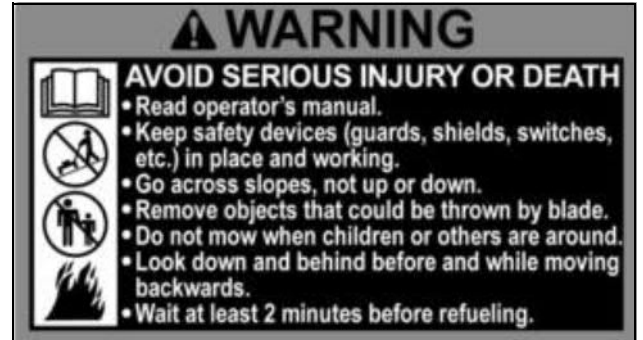 WARNING
AVOID SERIOUS INJURY OR DEATH
• Read operator's manual.
• Keep safety devices (guards, shields, switches,
etc.) in place and working.
• Go across slopes, not up or down.
• Remove objects that could be thrown by blade.
• Do not mow when children or others are around.
• Look down and behind before and while moving
backwards.
• Wait at least 2 minutes before refueling.